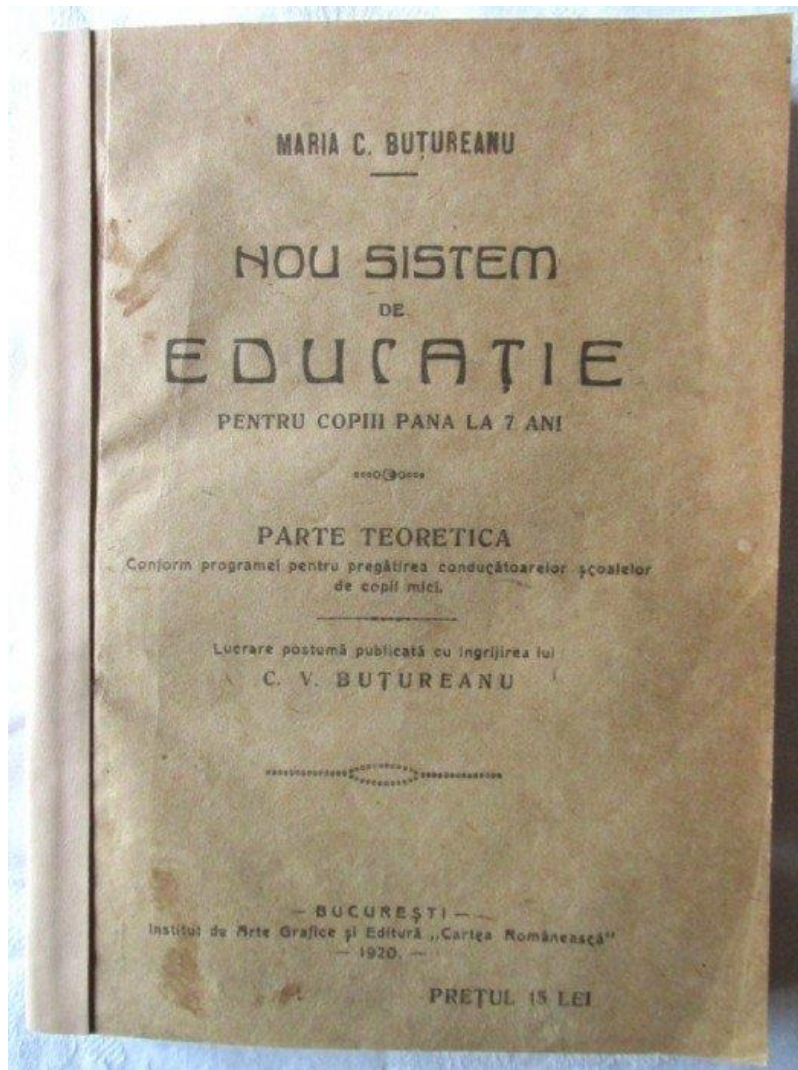 MARIA C. BUȚUREANU
NOU SISTEM
DE
EDUCAȚIE
PENTRU COPIII PANA LA 7 ANI
PARTE TEORETICA
Conform programei pentru pregătirea conducătoarelor școalelor
de copii mici.
Lucrare postumă publicată cu îngrijirea lui
C. V. BUȚUREANU
— BUCUREȘTI —
Institut de Arte Grafice și Editură „Cartea Românească"
— 1920. —
PREȚUL 15 LEI